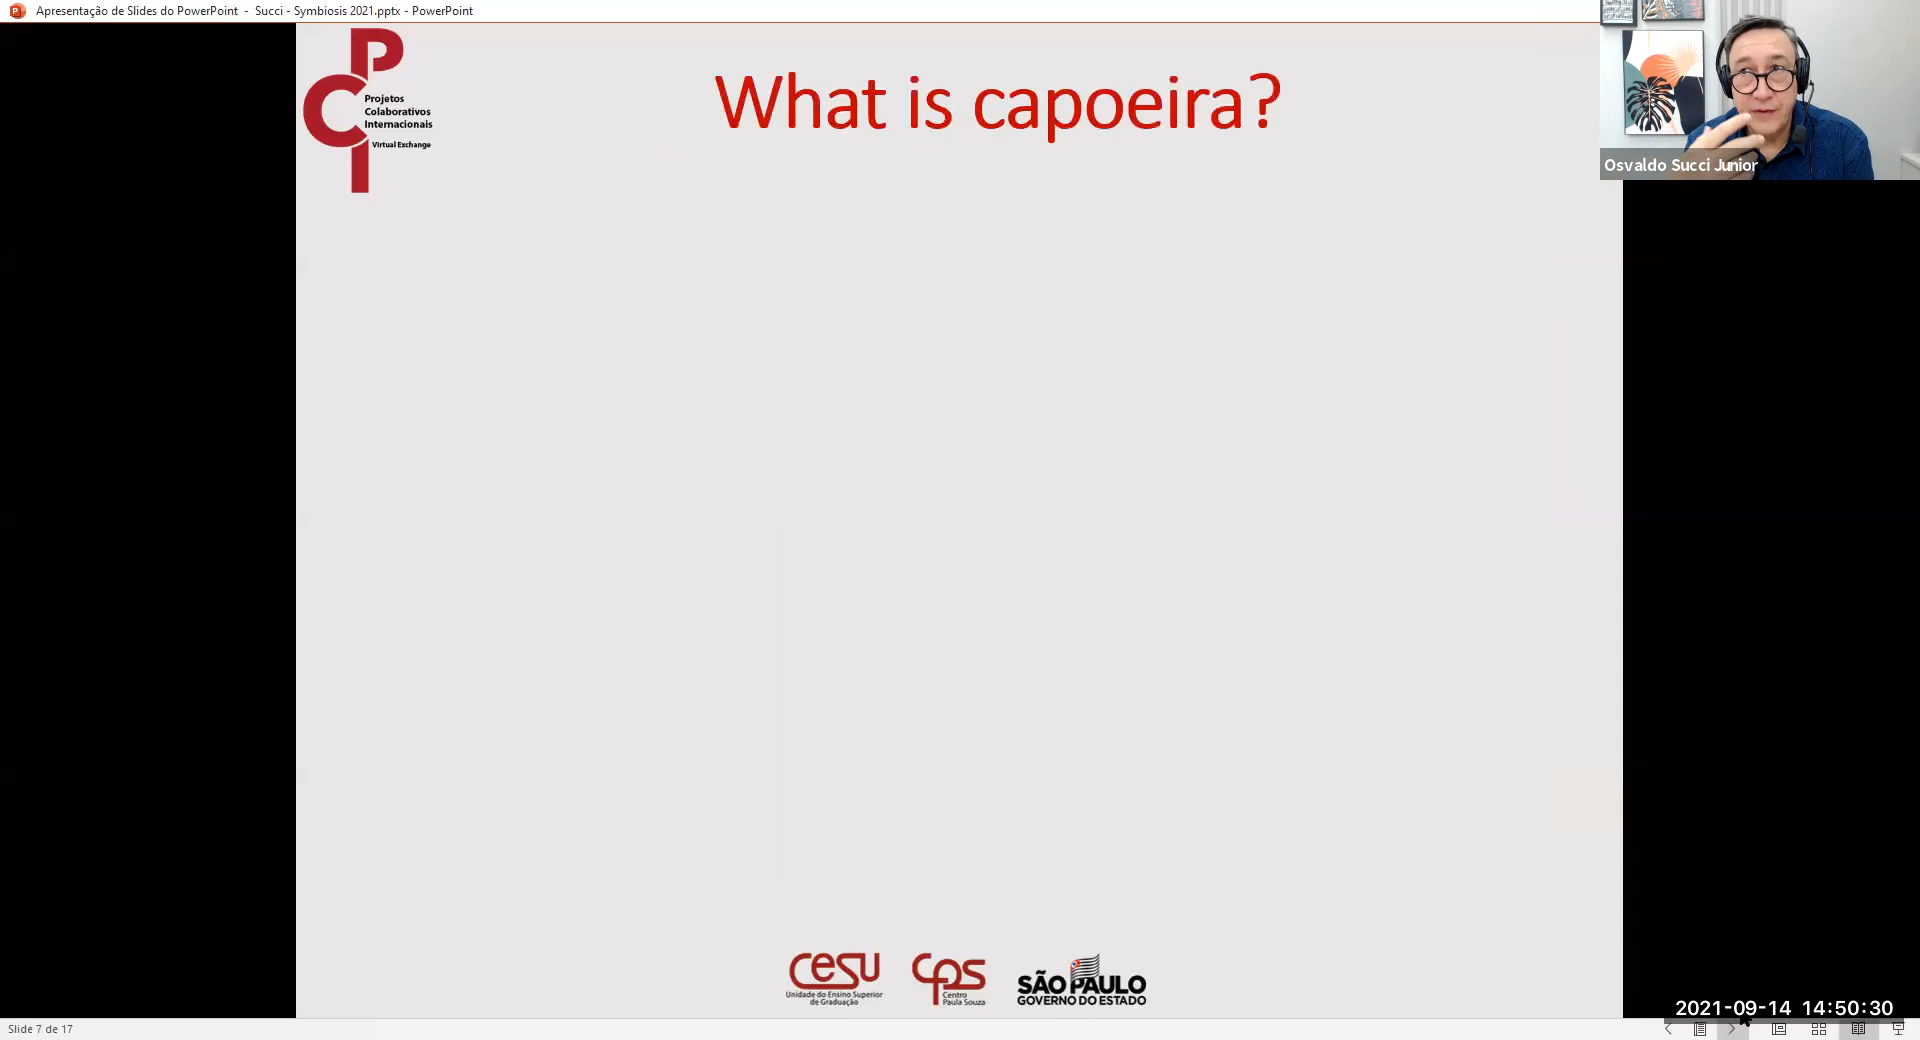 Apresentação de Slides do PowerPoint - Succi - Symbiosis 2021.pptx - PowerPoint
PCI
Projetos
Colaborativos
Internacionais
Virtual Exchange
What is capoeira?
Osvaldo Succi Junior
cesu
Unidade do Ensino Superior
de Graduação
cps
Centro
Paula Souza
SÃO PAULO
GOVERNO DO ESTADO
2021-09-14 14:50:30
Slide 7 de 17